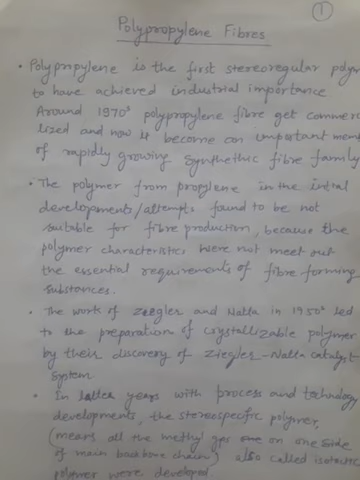 1
Polypropylene Fibres
• Polypropylene is the first stereoregular polym
to have achieved industrial importance
Around 1970s polypropylene fibre get commerc
lized and now it become an important mem
of rapidly growing Synthethic fibre family
• The polymer from propylene in the intial
developments/attempts found to be not
suitable for fibre production, because the
polymer characteristics were not meet out
the essential requirements of fibre forming
substances.
• The work of Ziegler and Natta in 1950s led
to the preparation of crystallizable polymer
by their discovery of Ziegler-Natta catalyst
system
• In latter years with process and technology
developments, the stereospecific polymer,
(means all the methyl gps on one side
of main backbone chain) also called isotactic
polymer were developed